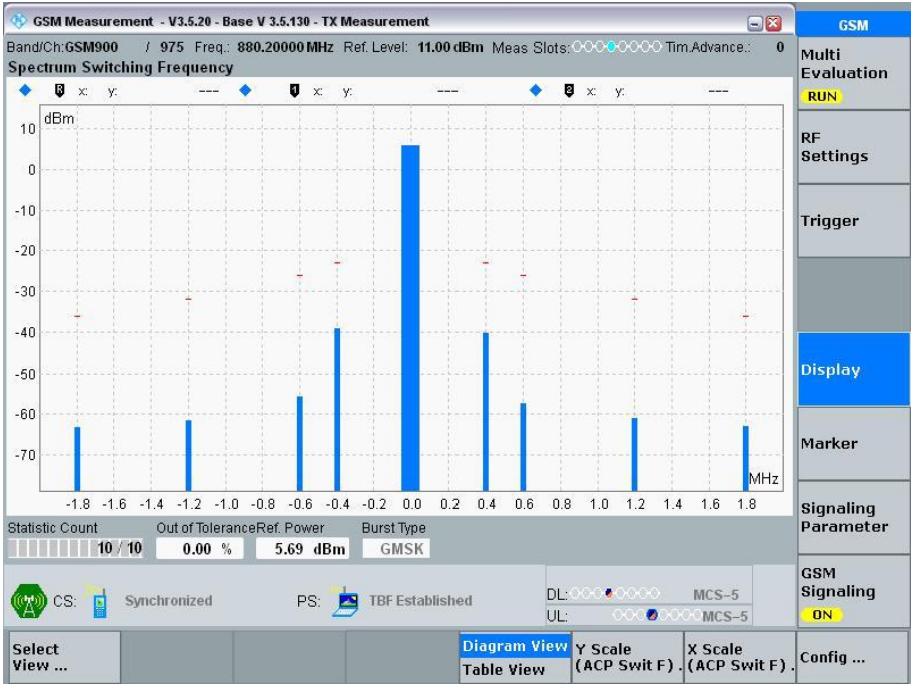 GSM Measurement - V3.5.20 - Base V 3.5.130 - TX Measurement
GSM
Band/Ch:GSM900 / 975 Freq.: 880.20000 MHz Ref. Level: 11.00 dBm Meas Slots: Tim.Advance.: 0
Spectrum Switching Frequency
R x: y: --- 1 x: y: --- 2 x: y: ---
dBm
10
0
-10
-20
-30
-40
-50
-60
-70
MHz
-1.8 -1.6 -1.4 -1.2 -1.0 -0.8 -0.6 -0.4 -0.2 0.0 0.2 0.4 0.6 0.8 1.0 1.2 1.4 1.6 1.8
Statistic Count Out of Tolerance Ref. Power Burst Type
10 / 10 0.00 % 5.69 dBm GMSK
CS: Synchronized PS: TBF Established
DL: MCS-5
UL: MCS-5
Multi
Evaluation
RUN
RF
Settings
Trigger
Display
Marker
Signaling
Parameter
GSM
Signaling
ON
Select
View ...
Diagram View
Table View
Y Scale
(ACP Swit F) .
X Scale
(ACP Swit F) .
Config ...